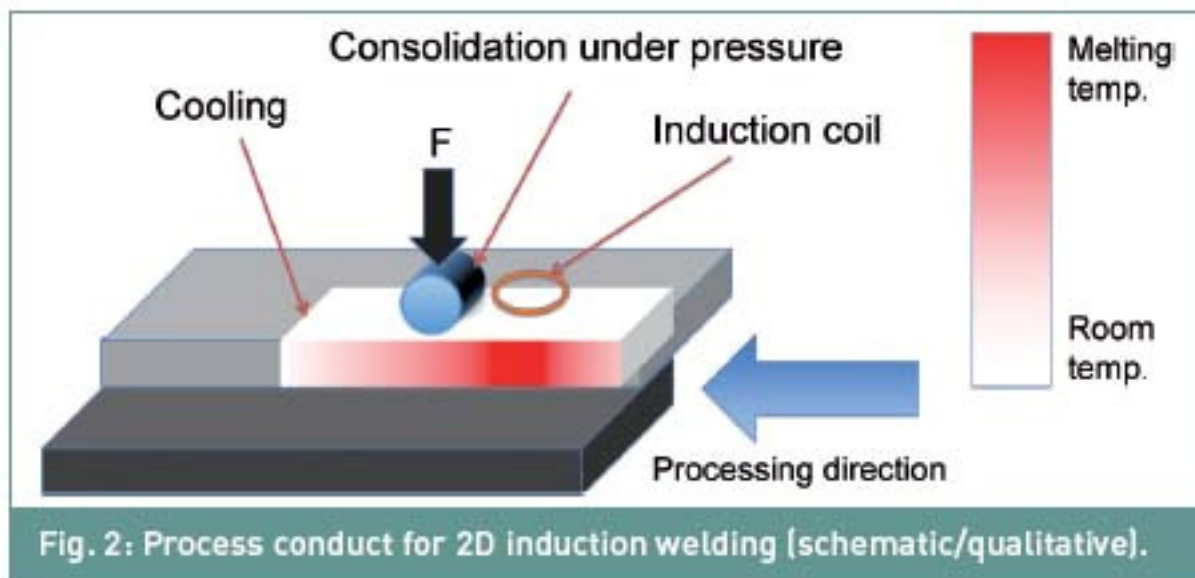 Consolidation under pressure
Cooling
F
Induction coil
Melting
temp.
Room
temp.
Processing direction
Fig. 2: Process conduct for 2D induction welding (schematic/qualitative).